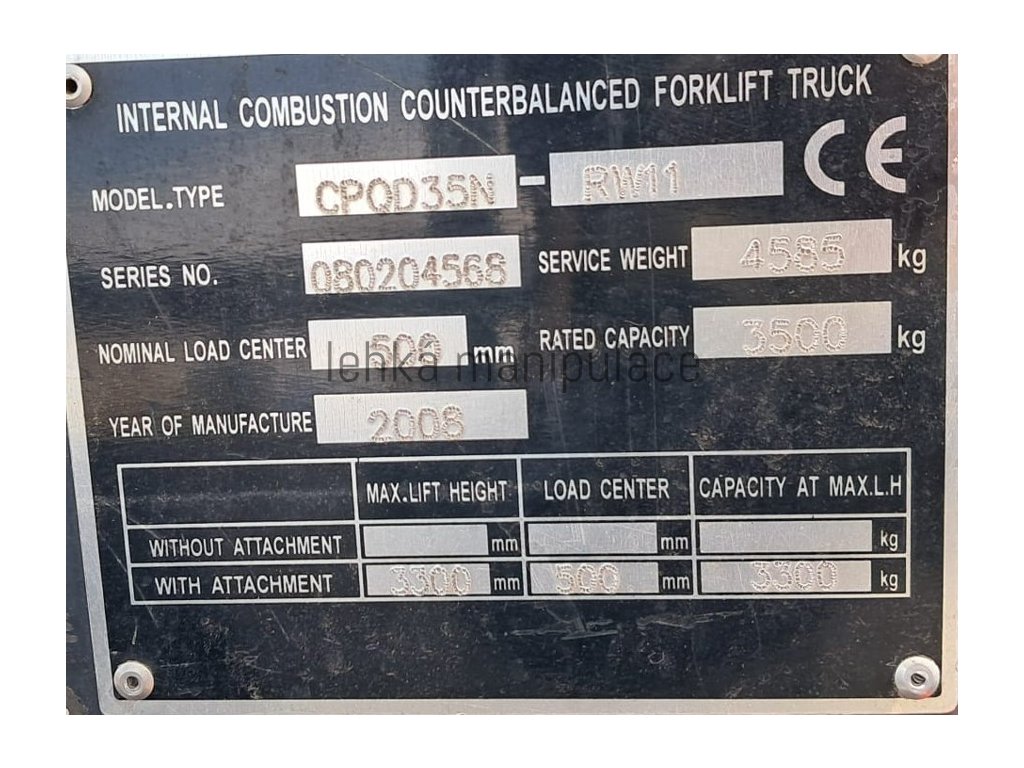 INTERNAL COMBUSTION COUNTERBALANCED FORKLIFT TRUCK
MODEL.TYPE CPQD35N - RW11 CE
SERIES NO. 080204568 SERVICE WEIGHT 4585 kg
NOMINAL LOAD CENTER 500 mm RATED CAPACITY 3500 kg
lehka manipulace
YEAR OF MANUFACTURE 2008
MAX.LIFT HEIGHT LOAD CENTER CAPACITY AT MAX.L.H
WITHOUT ATTACHMENT mm mm kg
WITH ATTACHMENT 3300 mm 500 mm 3300 kg